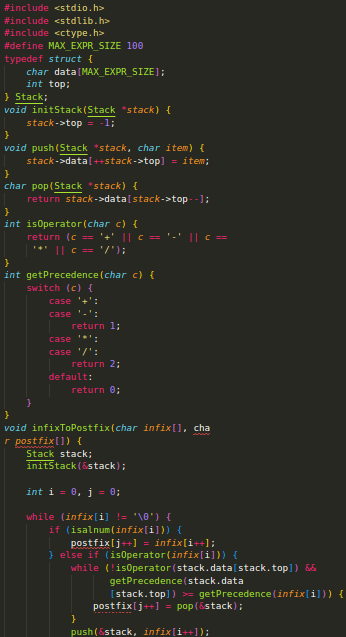 #include <stdio.h>
#include <stdlib.h>
#include <ctype.h>
#define MAX_EXPR_SIZE 100
typedef struct {
char data[MAX_EXPR_SIZE];
int top;
} Stack;
void initStack(Stack *stack) {
stack->top = -1;
}
void push(Stack *stack, char item) {
stack->data[++stack->top] = item;
}
char pop(Stack *stack) {
return stack->data[stack->top--];
}
int isOperator(char c) {
return (c == '+' || c == '-' || c ==
'*' || c == '/');
}
int getPrecedence(char c) {
switch (c) {
case '+':
case '-':
return 1;
case '*':
case '/':
return 2;
default:
return 0;
}
}
void infixToPostfix(char infix[], cha
r postfix[]) {
Stack stack;
initStack(&stack);
int i = 0, j = 0;
while (infix[i] != '\0') {
if (isalnum(infix[i])) {
postfix[j++] = infix[i++];
} else if (isOperator(infix[i])) {
while (!isOperator(stack.data[stack.top]) &&
getPrecedence(stack.data
[stack.top]) >= getPrecedence(infix[i])) {
postfix[j++] = pop(&stack);
}
push(&stack, infix[i++]);